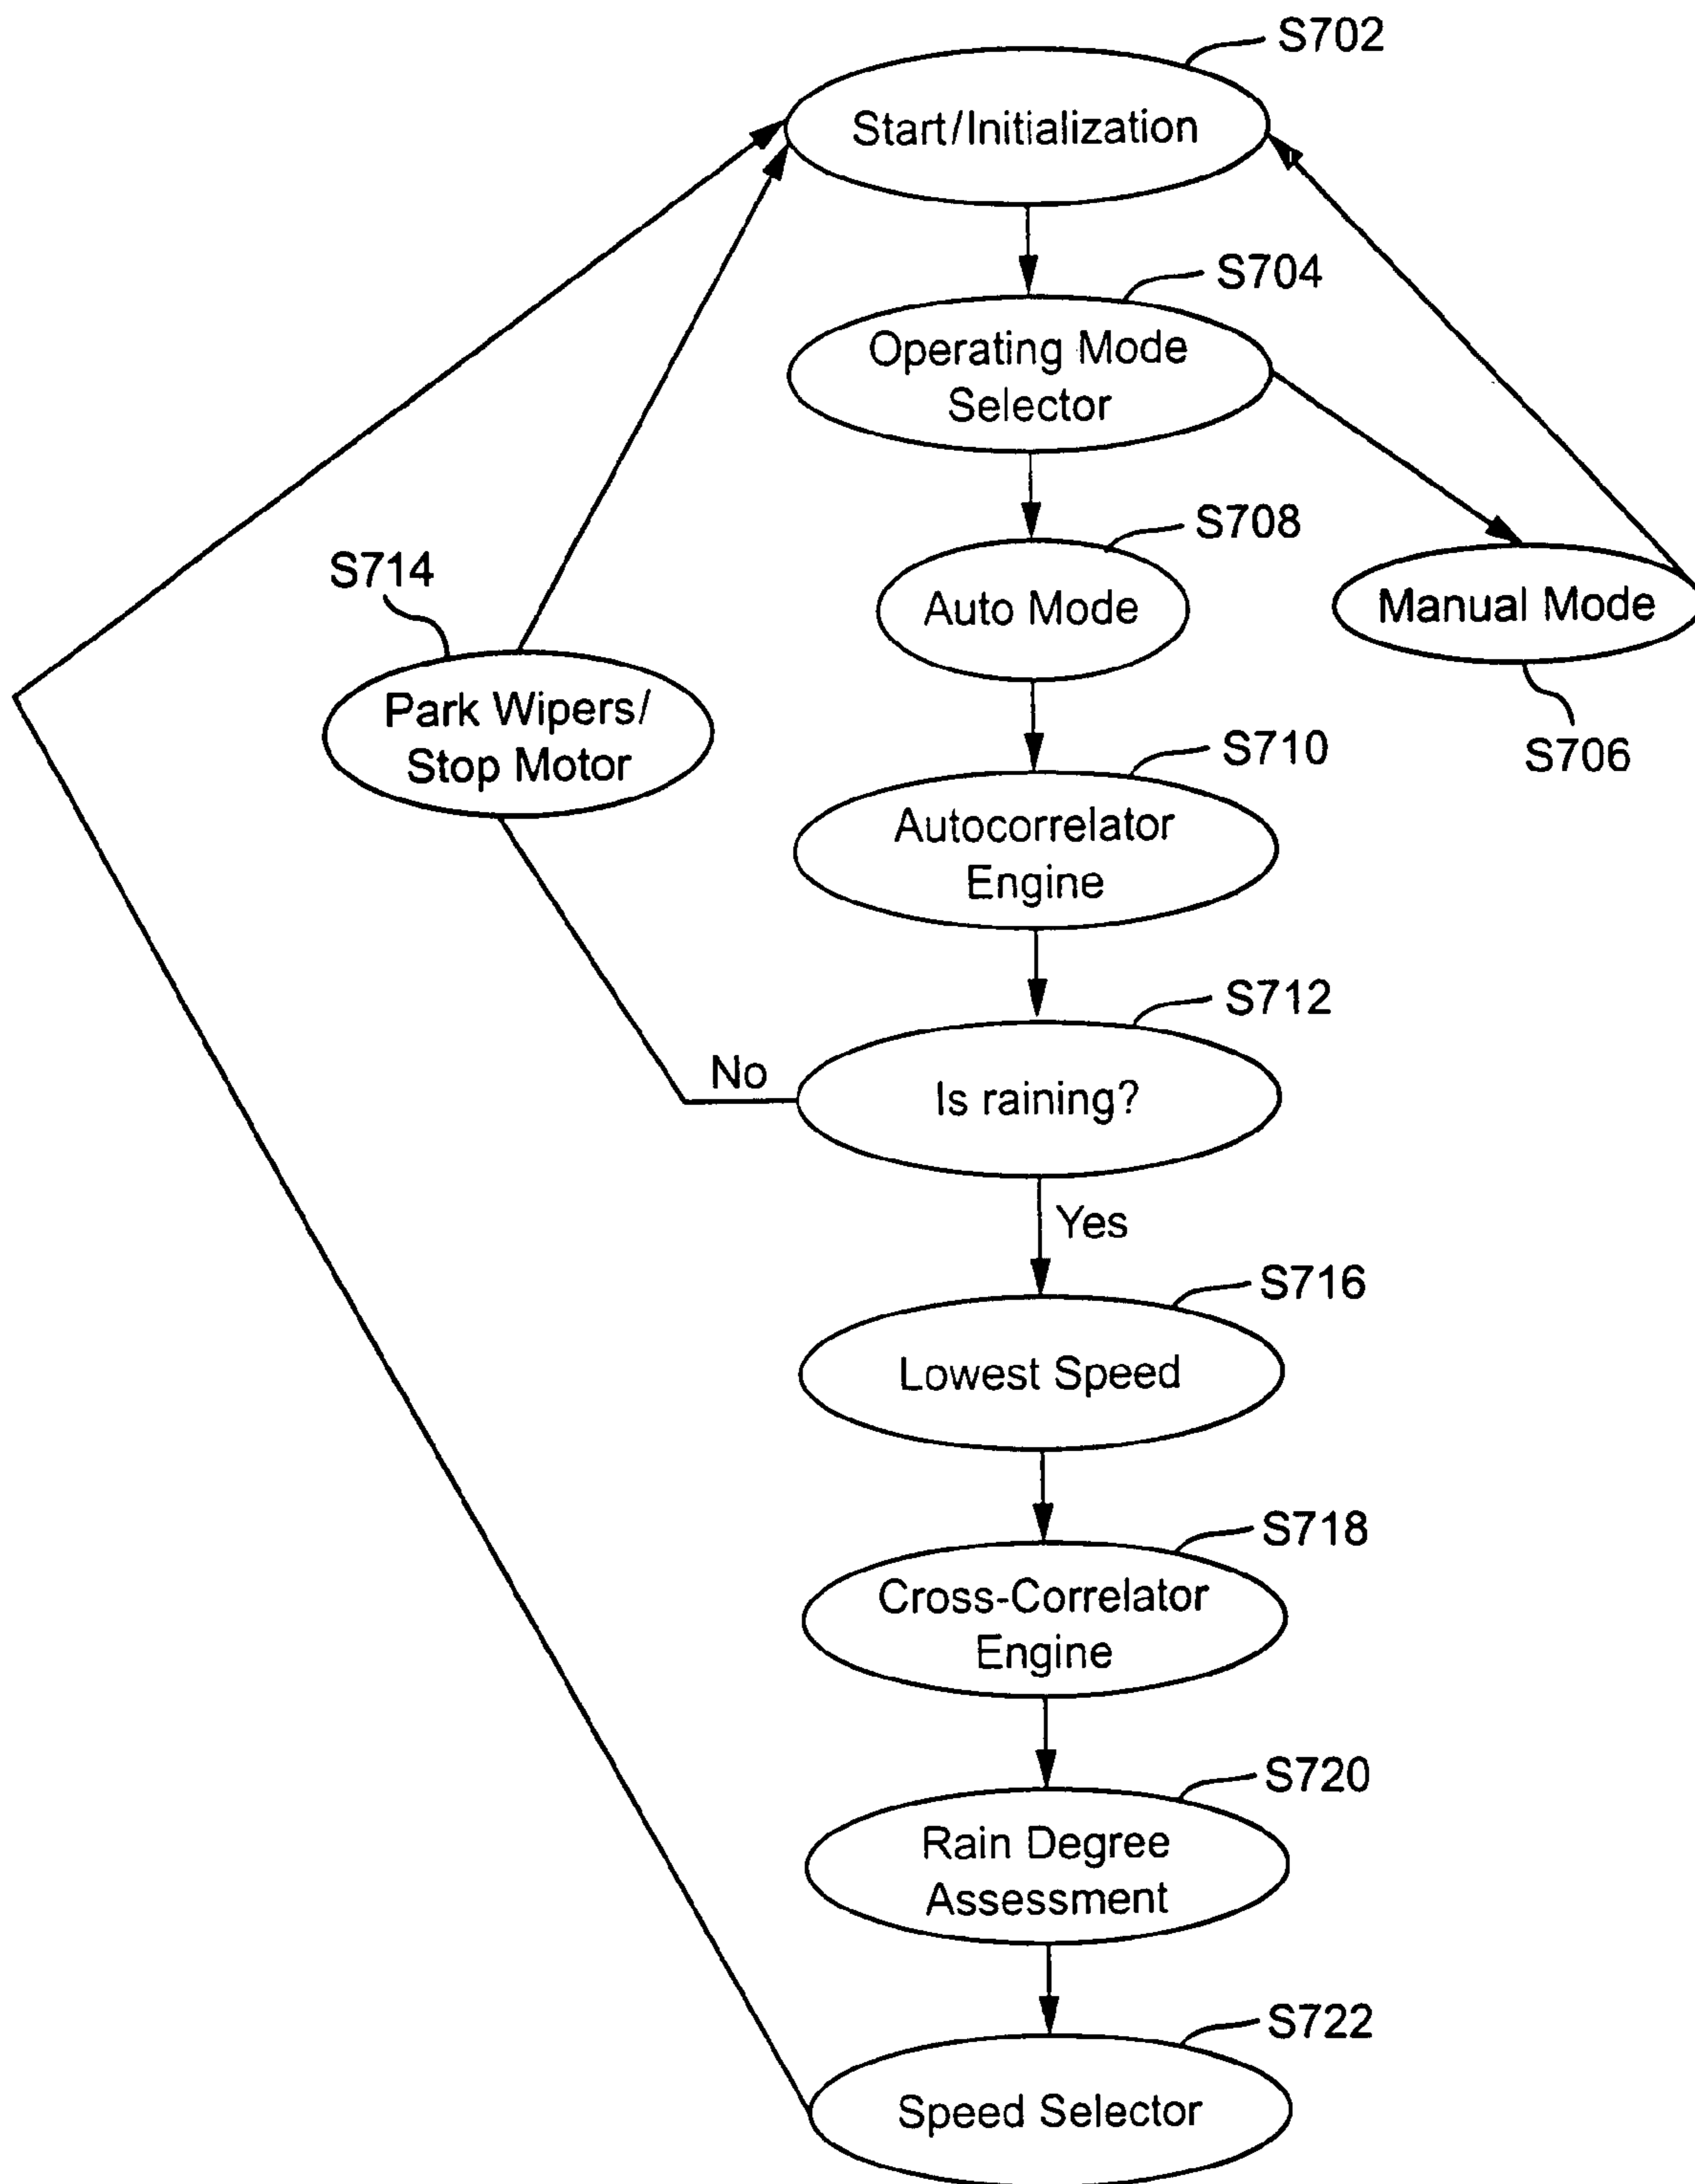 S702
Start/Initialization
S704
Operating Mode
Selector
S708
Auto Mode
Manual Mode
S706
S714
Park Wipers/
Stop Motor
S710
Autocorrelator
Engine
S712
Is raining?
No
Yes
S716
Lowest Speed
S718
Cross-Correlator
Engine
S720
Rain Degree
Assessment
S722
Speed Selector